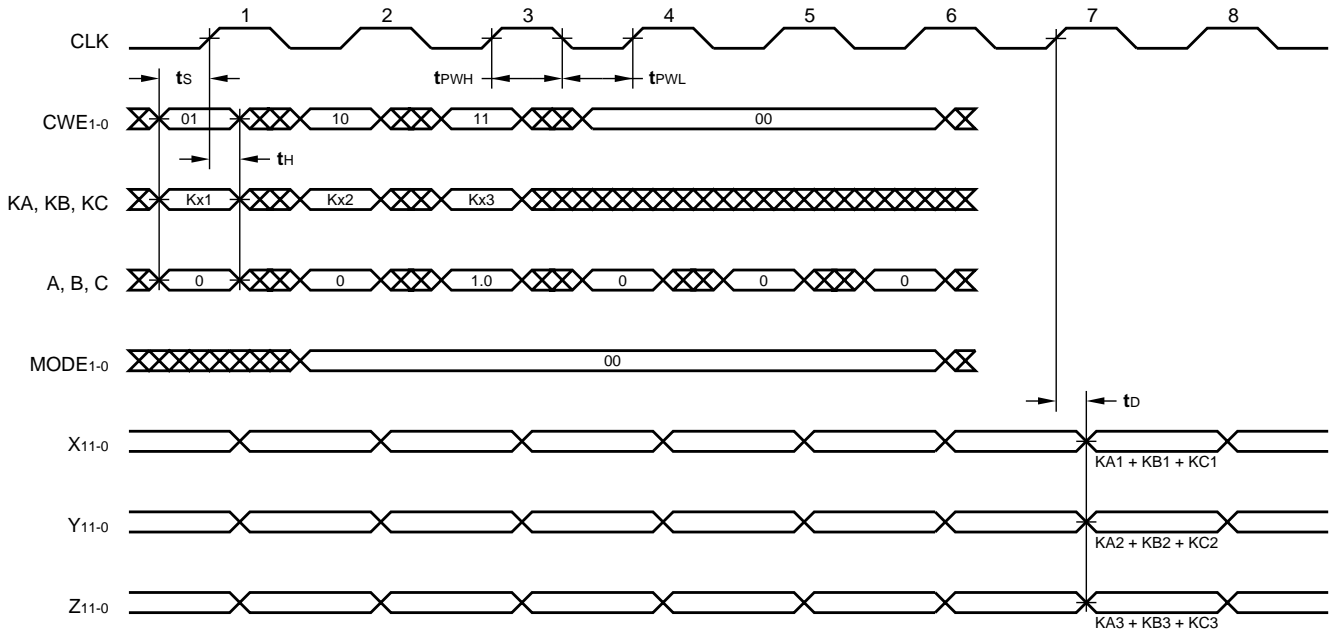 1 2 3 4 5 6 7 8
CLK
tS tPWH tPWL
CWE1-0 01 10 11 00
tH
KA, KB, KC Kx1 Kx2 Kx3
A, B, C 0 0 1.0 0 0 0
MODE1-0 00
tD
X11-0
KA1 + KB1 + KC1
Y11-0
KA2 + KB2 + KC2
Z11-0
KA3 + KB3 + KC3